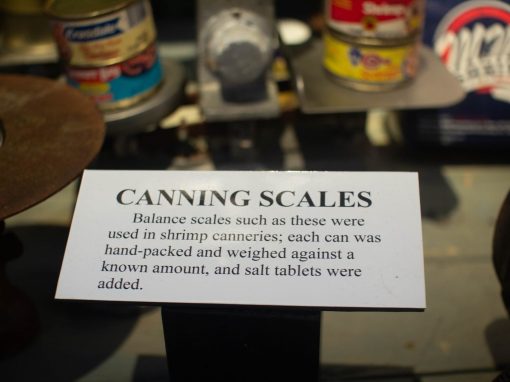 Shrimp
CANNING SCALES
Balance scales such as these were
used in shrimp canneries; each can was
hand-packed and weighed against a
known amount, and salt tablets were
added.